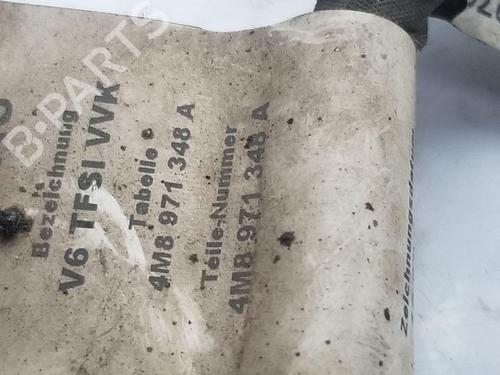 Bezeichnung
V6 TFSI VVK
Tabelle
4M8 971 348 A
Teile-Nummer
4M8 971 348 A
B-PARTS